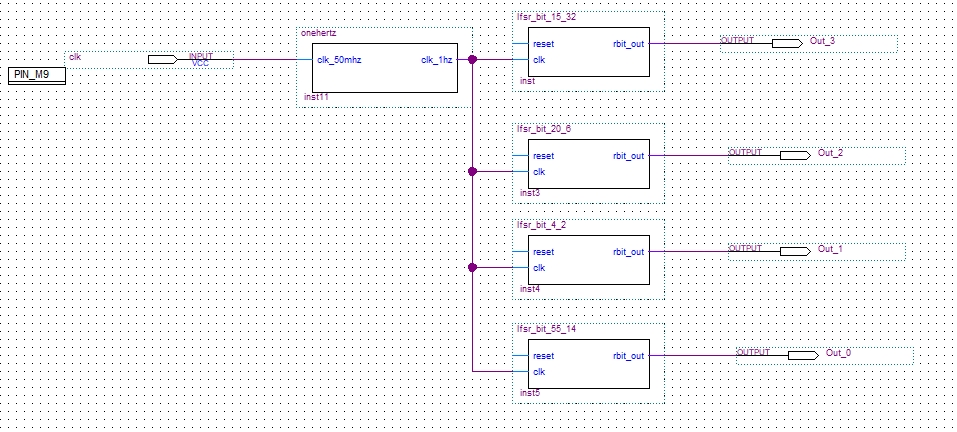 clk
INPUT
VCC
PIN_M9
onehertz
clk_50mhz clk_1hz
inst11
lfsr_bit_15_32
reset rbit_out
clk
inst
OUTPUT Out_3
lfsr_bit_20_6
reset rbit_out
clk
inst3
OUTPUT Out_2
lfsr_bit_4_2
reset rbit_out
clk
inst4
OUTPUT Out_1
lfsr_bit_55_14
reset rbit_out
clk
inst5
OUTPUT Out_0